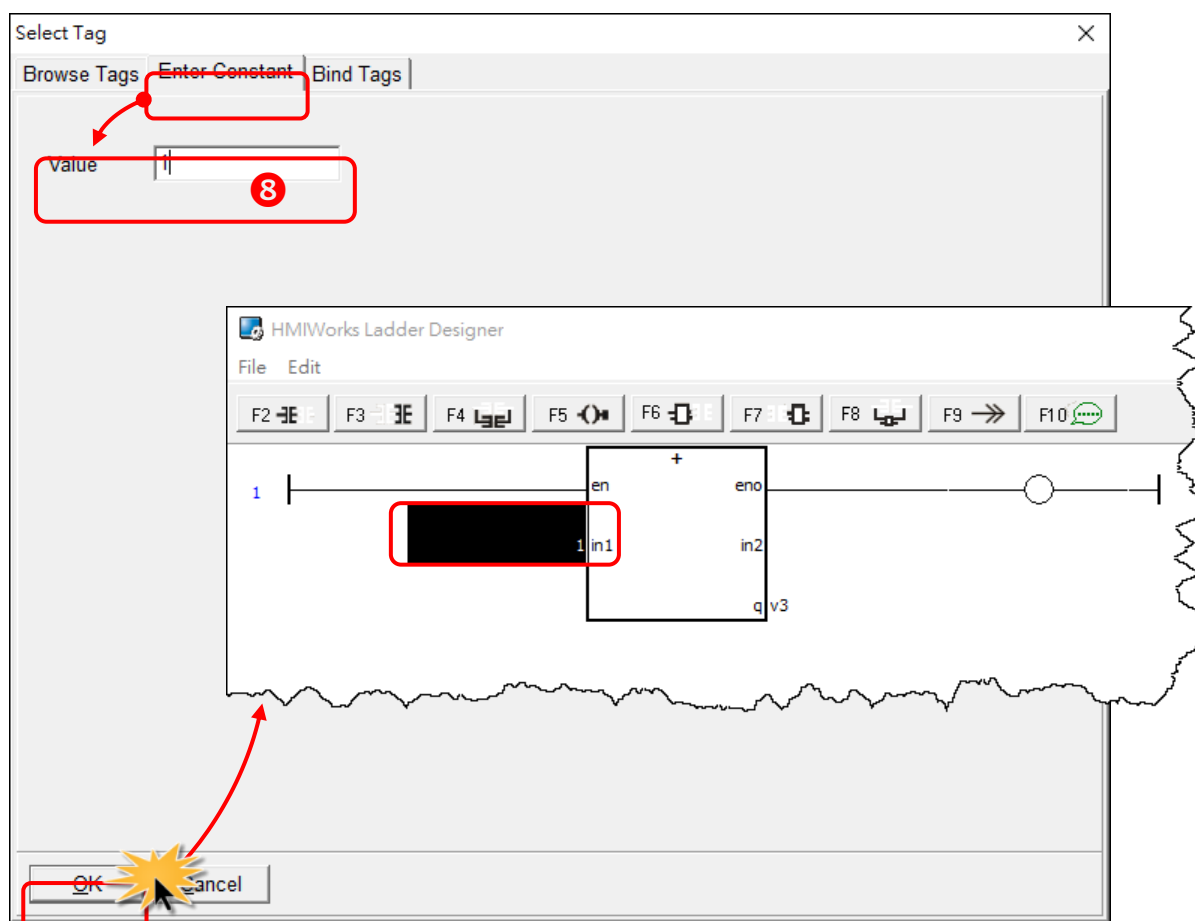 Select Tag
Browse Tags Enter Constant Bind Tags
Value 1
8
HMIWorks Ladder Designer
File Edit
F2 F3 F4 F5 F6 F7 F8 F9 F10
+
1 en eno
1 in1 in2
q v3
OK Cancel